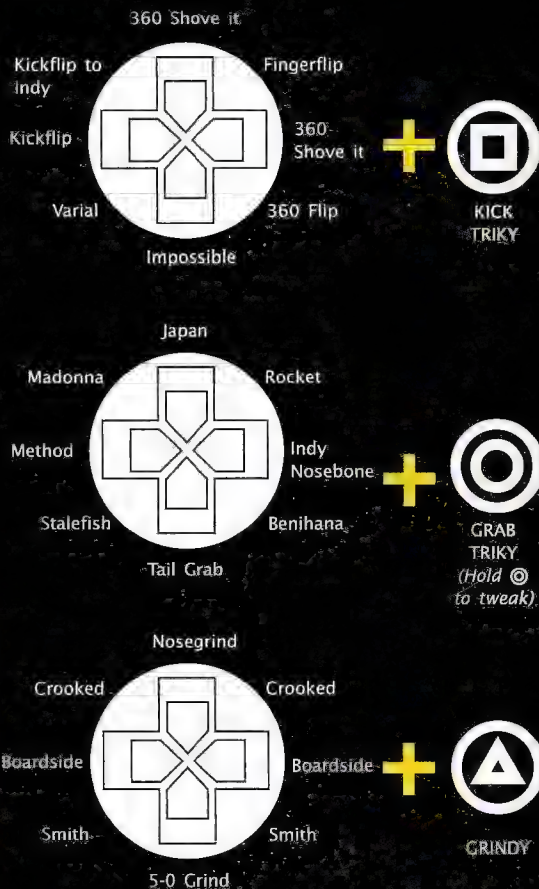 360 Shove it
Kickflip to
Indy
Fingerflip
Kickflip
360
Shove it
Varial
360 Flip
Impossible
KICK
TRIKY
Japan
Madonna
Rocket
Method
Indy
Nosebone
Stalefish
Benihana
Tail Grab
GRAB
TRIKY
(Hold ◎
to tweak)
Nosegrind
Crooked
Crooked
Boardside
Boardside
Smith
Smith
5-0 Grind
GRINDY